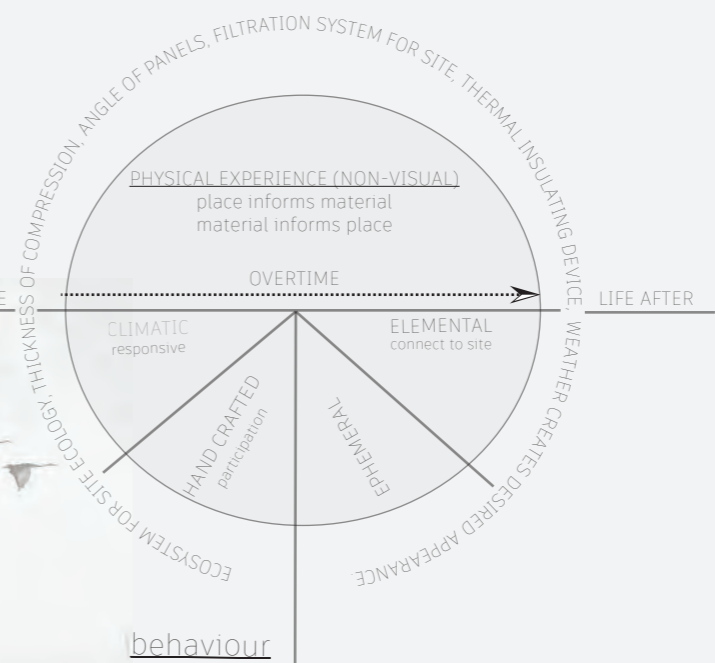 ECOSYSTEM FOR SITE ECOLOGY, THICKNESS OF COMPRESSION, ANGLE OF PANELS, FILTRATION SYSTEM FOR SITE, THERMAL INSULATING DEVICE, WEATHER CREATES DESIRED APPEARANCE.
PHYSICAL EXPERIENCE (NON-VISUAL)
place informs material
material informs place
OVERTIME
E
LIFE AFTER
CLIMATIC
responsive
ELEMENTAL
connect to site
HAND CRAFTED
participation
EPHEMERAL
behaviour